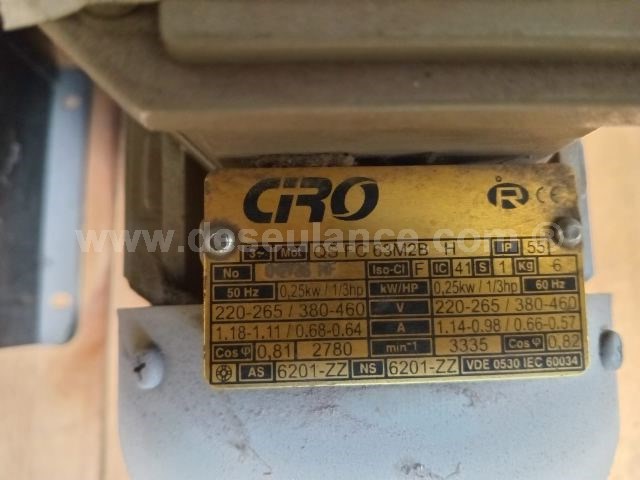 CIRO R CE
3~ Mot. QS FC 63M2B H IP 55
No Iso-Cl F IC 41 S 1 Kg 6
50 Hz 0,25kw / 1/3hp kW/HP 0,25kw / 1/3hp 60 Hz
220-265 / 380-460 V 220-265 / 380-460
1.18-1.11 / 0.68-0.64 A 1.14-0.98 / 0.66-0.57
Cos φ 0,81 2780 min⁻¹ 3335 Cos φ 0,82
AS 6201-ZZ NS 6201-ZZ VDE 0530 IEC 60034
www.deseulance.com